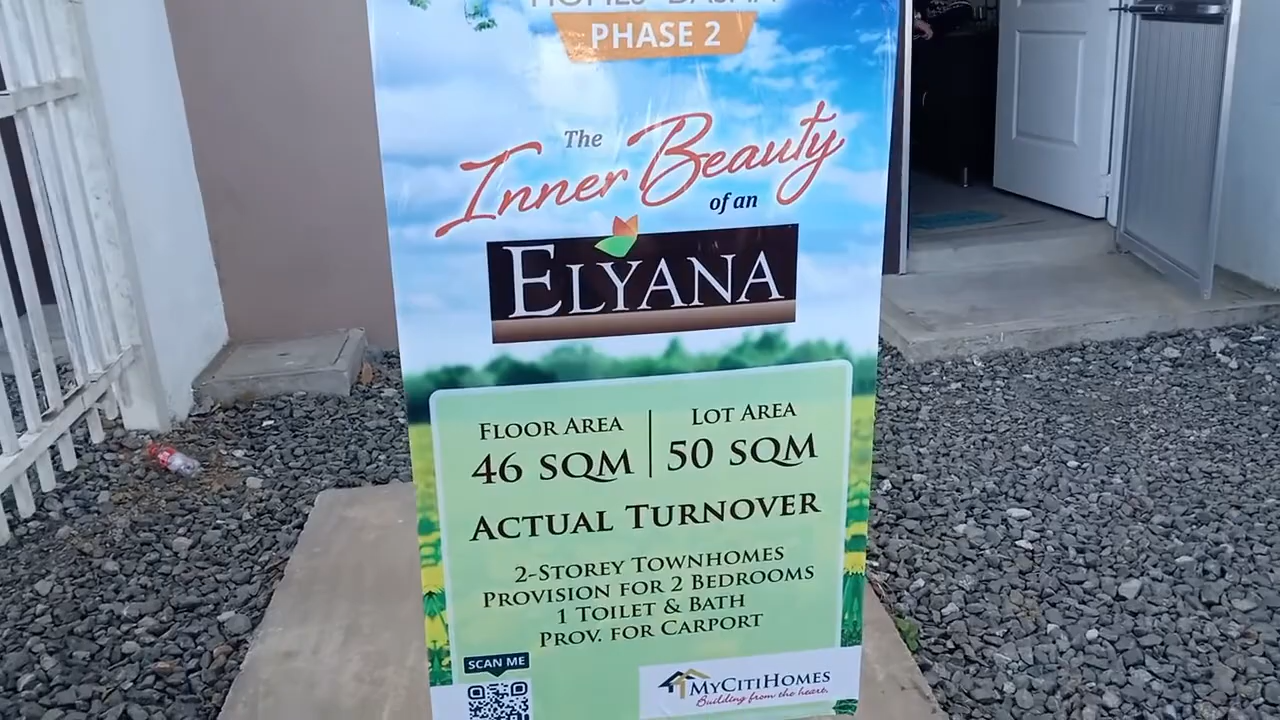 PHASE 2
The
Inner Beauty
of an
ELYANA
FLOOR AREA
46 SQM
LOT AREA
50 SQM
ACTUAL TURNOVER
2-STOREY TOWNHOMES
PROVISION FOR 2 BEDROOMS
1 TOILET & BATH
PROV. FOR CARPORT
SCAN ME
MYCITIHOMES
Building from the heart.